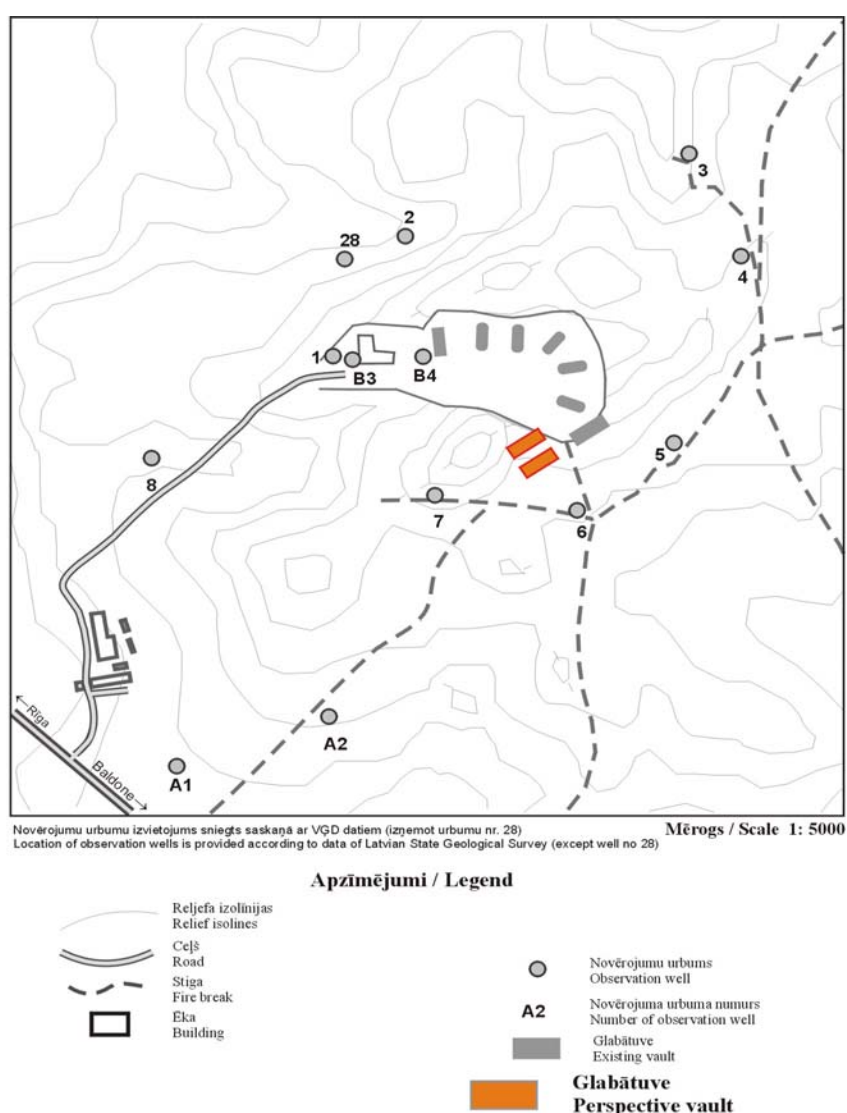 3
2
28
4
1
B3
B4
5
8
7
6
←Rīga
A2
Baldone→
A1
Novērojumu urbumu izvietojums sniegts saskaņā ar VĢD datiem (izņemot urbumu nr. 28)
Location of observation wells is provided according to data of Latvian State Geological Survey (except well no 28)
Mērogs / Scale 1: 5000
Apzīmējumi / Legend
Reljefa izolīnijas
Relief isolines
Ceļš
Road
Stiga
Fire break
Ēka
Building
Novērojumu urbums
Observation well
A2
Novērojuma urbuma numurs
Number of observation well
Glabātuve
Existing vault
Glabātuve
Perspective vault